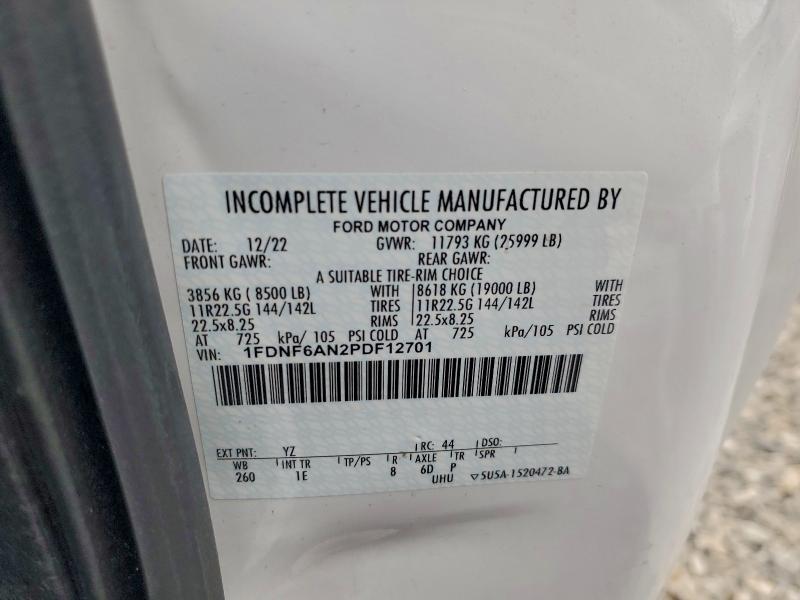 INCOMPLETE VEHICLE MANUFACTURED BY
FORD MOTOR COMPANY
DATE: 12/22 GVWR: 11793 KG (25999 LB)
FRONT GAWR: REAR GAWR:
A SUITABLE TIRE-RIM CHOICE
3856 KG ( 8500 LB) WITH 8618 KG (19000 LB) WITH
11R22.5G 144/142L TIRES 11R22.5G 144/142L TIRES
22.5x8.25 RIMS 22.5x8.25 RIMS
AT 725 kPa/ 105 PSI COLD AT 725 kPa/105 PSI COLD
VIN: 1FDNF6AN2PDF12701
EXT PNT: YZ RC: 44 DSO:
WB INT TR TP/PS R AXLE TR SPR
260 1E 8 6D P
UHU 5U5A-1520472-BA